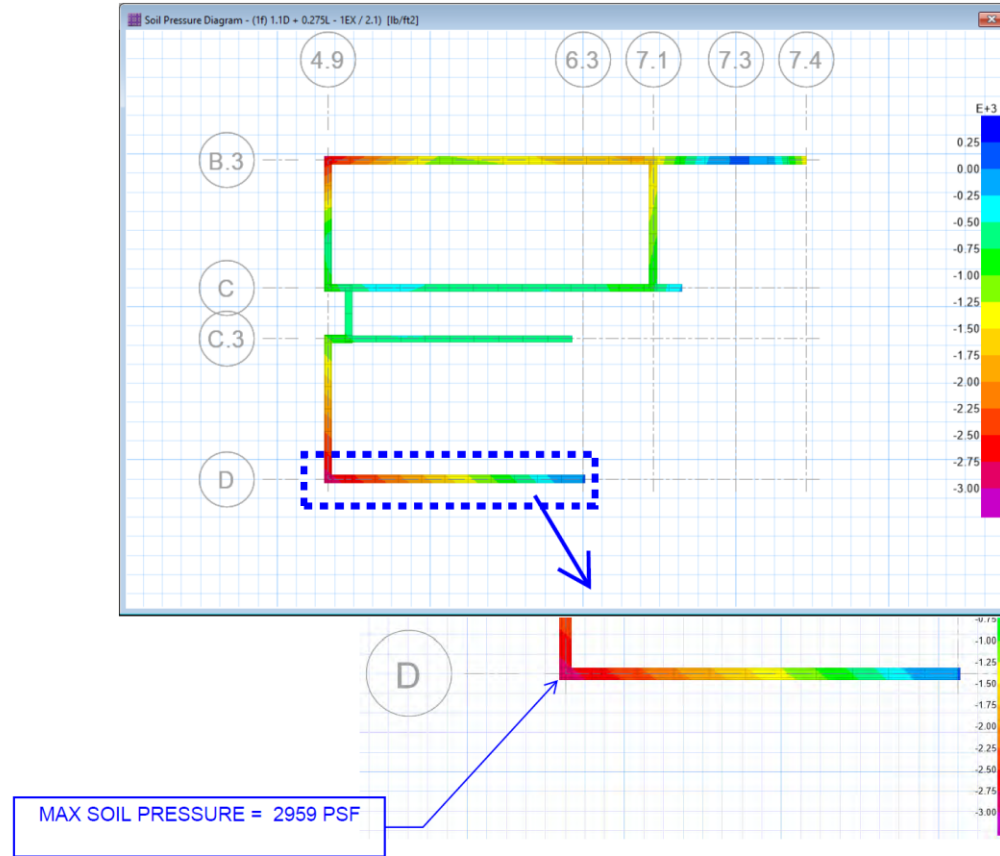 Soil Pressure Diagram - (1f) 1.1D + 0.275L - 1EX / 2.1) [lb/ft2]
4.9 6.3 7.1 7.3 7.4
E+3
B.3
C
C.3
D
0.25
0.00
-0.25
-0.50
-0.75
-1.00
-1.25
-1.50
-1.75
-2.00
-2.25
-2.50
-2.75
-3.00
D
-0.75
-1.00
-1.25
-1.50
-1.75
-2.00
-2.25
-2.50
-2.75
-3.00
MAX SOIL PRESSURE = 2959 PSF